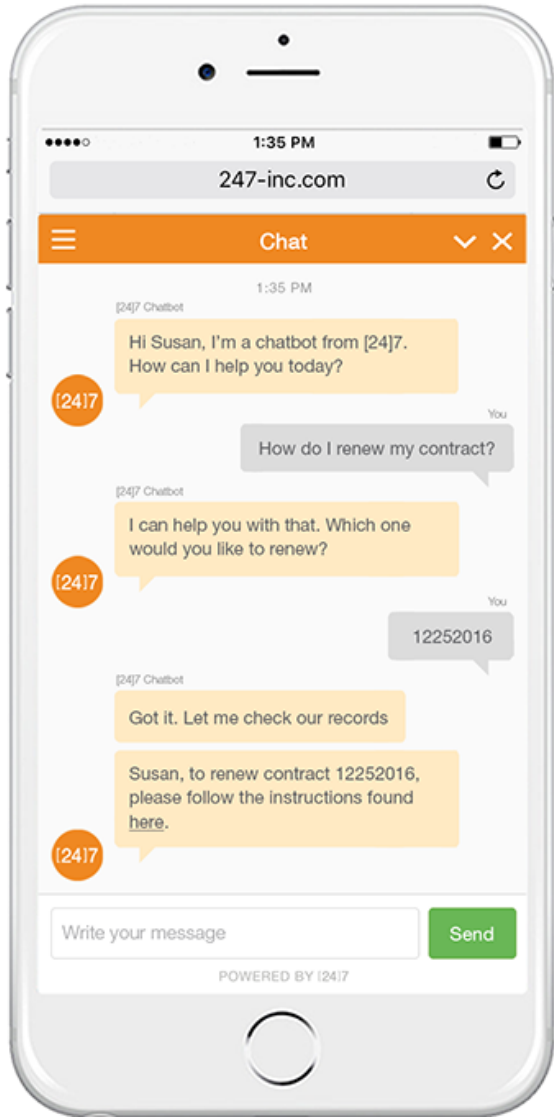 1:35 PM
247-inc.com
Chat
1:35 PM
[24]7 Chatbot
Hi Susan, I'm a chatbot from [24]7.
How can I help you today?
[24]7
You
How do I renew my contract?
[24]7 Chatbot
I can help you with that. Which one
would you like to renew?
[24]7
You
12252016
[24]7 Chatbot
Got it. Let me check our records
Susan, to renew contract 12252016,
please follow the instructions found
here.
[24]7
Write your message
Send
POWERED BY [24]7